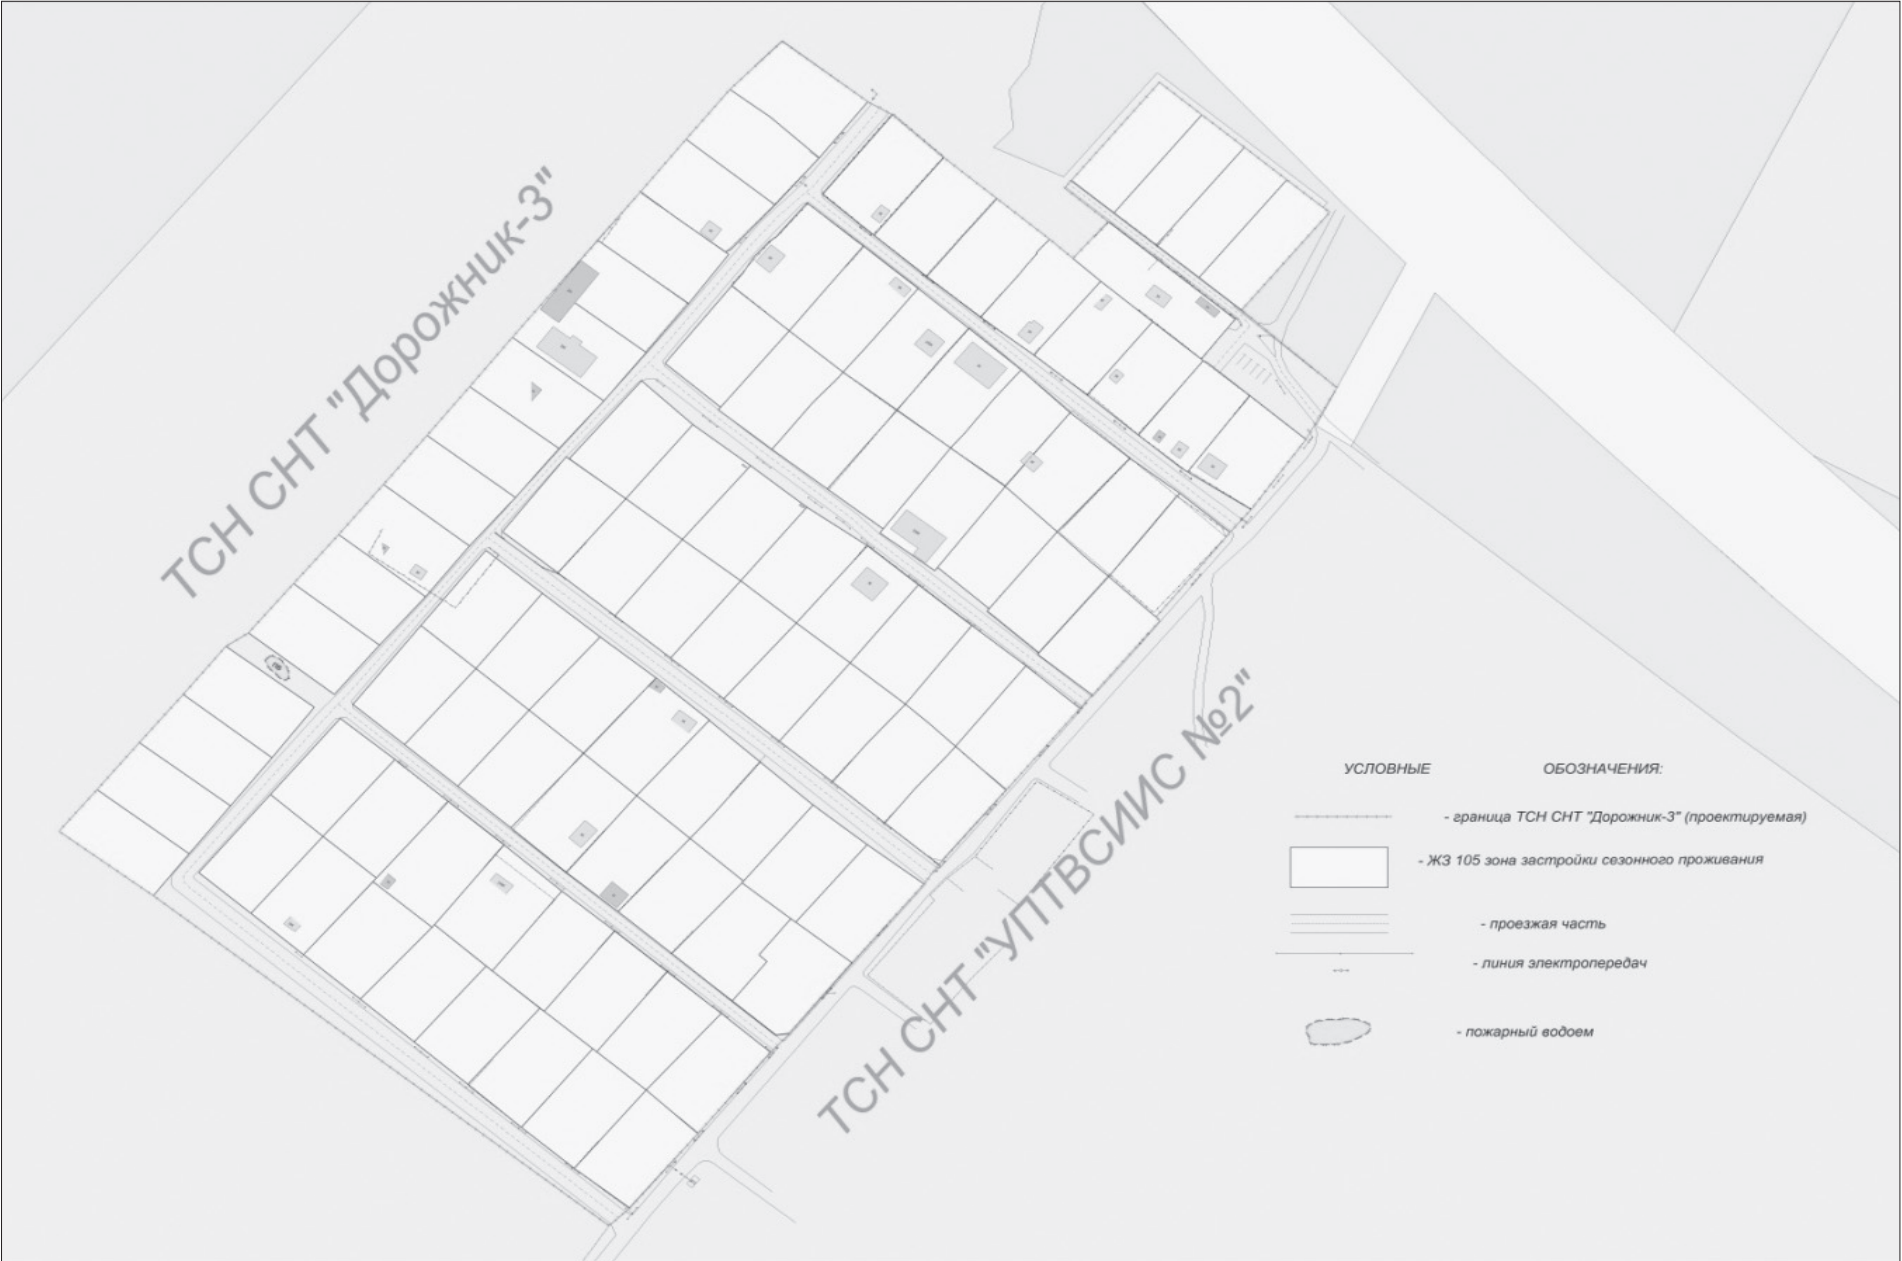 ТСН СНТ "Дорожник-3"
ТСН СНТ "УПТВСИИС №2"
УСЛОВНЫЕ ОБОЗНАЧЕНИЯ:
- граница ТСН СНТ "Дорожник-3" (проектируемая)
- ЖЗ 105 зона застройки сезонного проживания
- проезжая часть
- линия электропередач
- пожарный водоем